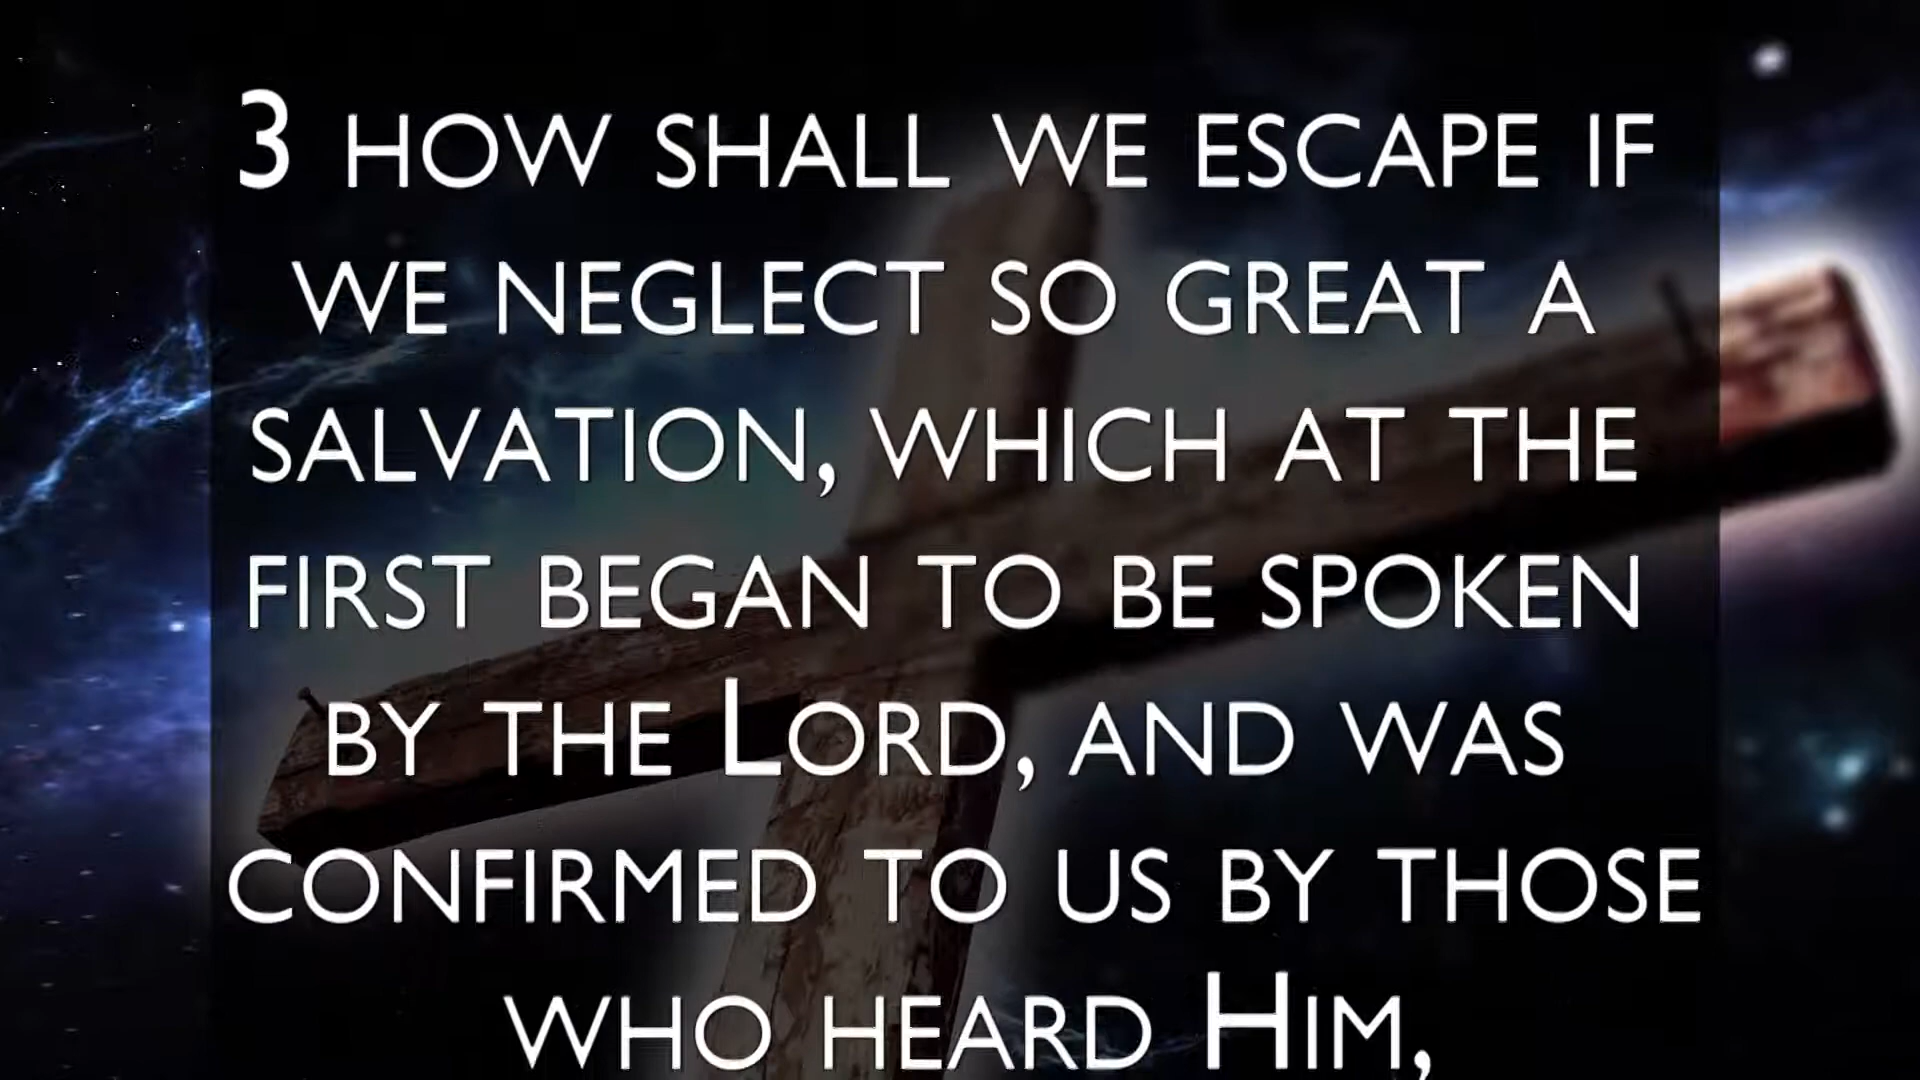 3 HOW SHALL WE ESCAPE IF
WE NEGLECT SO GREAT A
SALVATION, WHICH AT THE
FIRST BEGAN TO BE SPOKEN
BY THE LORD, AND WAS
CONFIRMED TO US BY THOSE
WHO HEARD HIM,